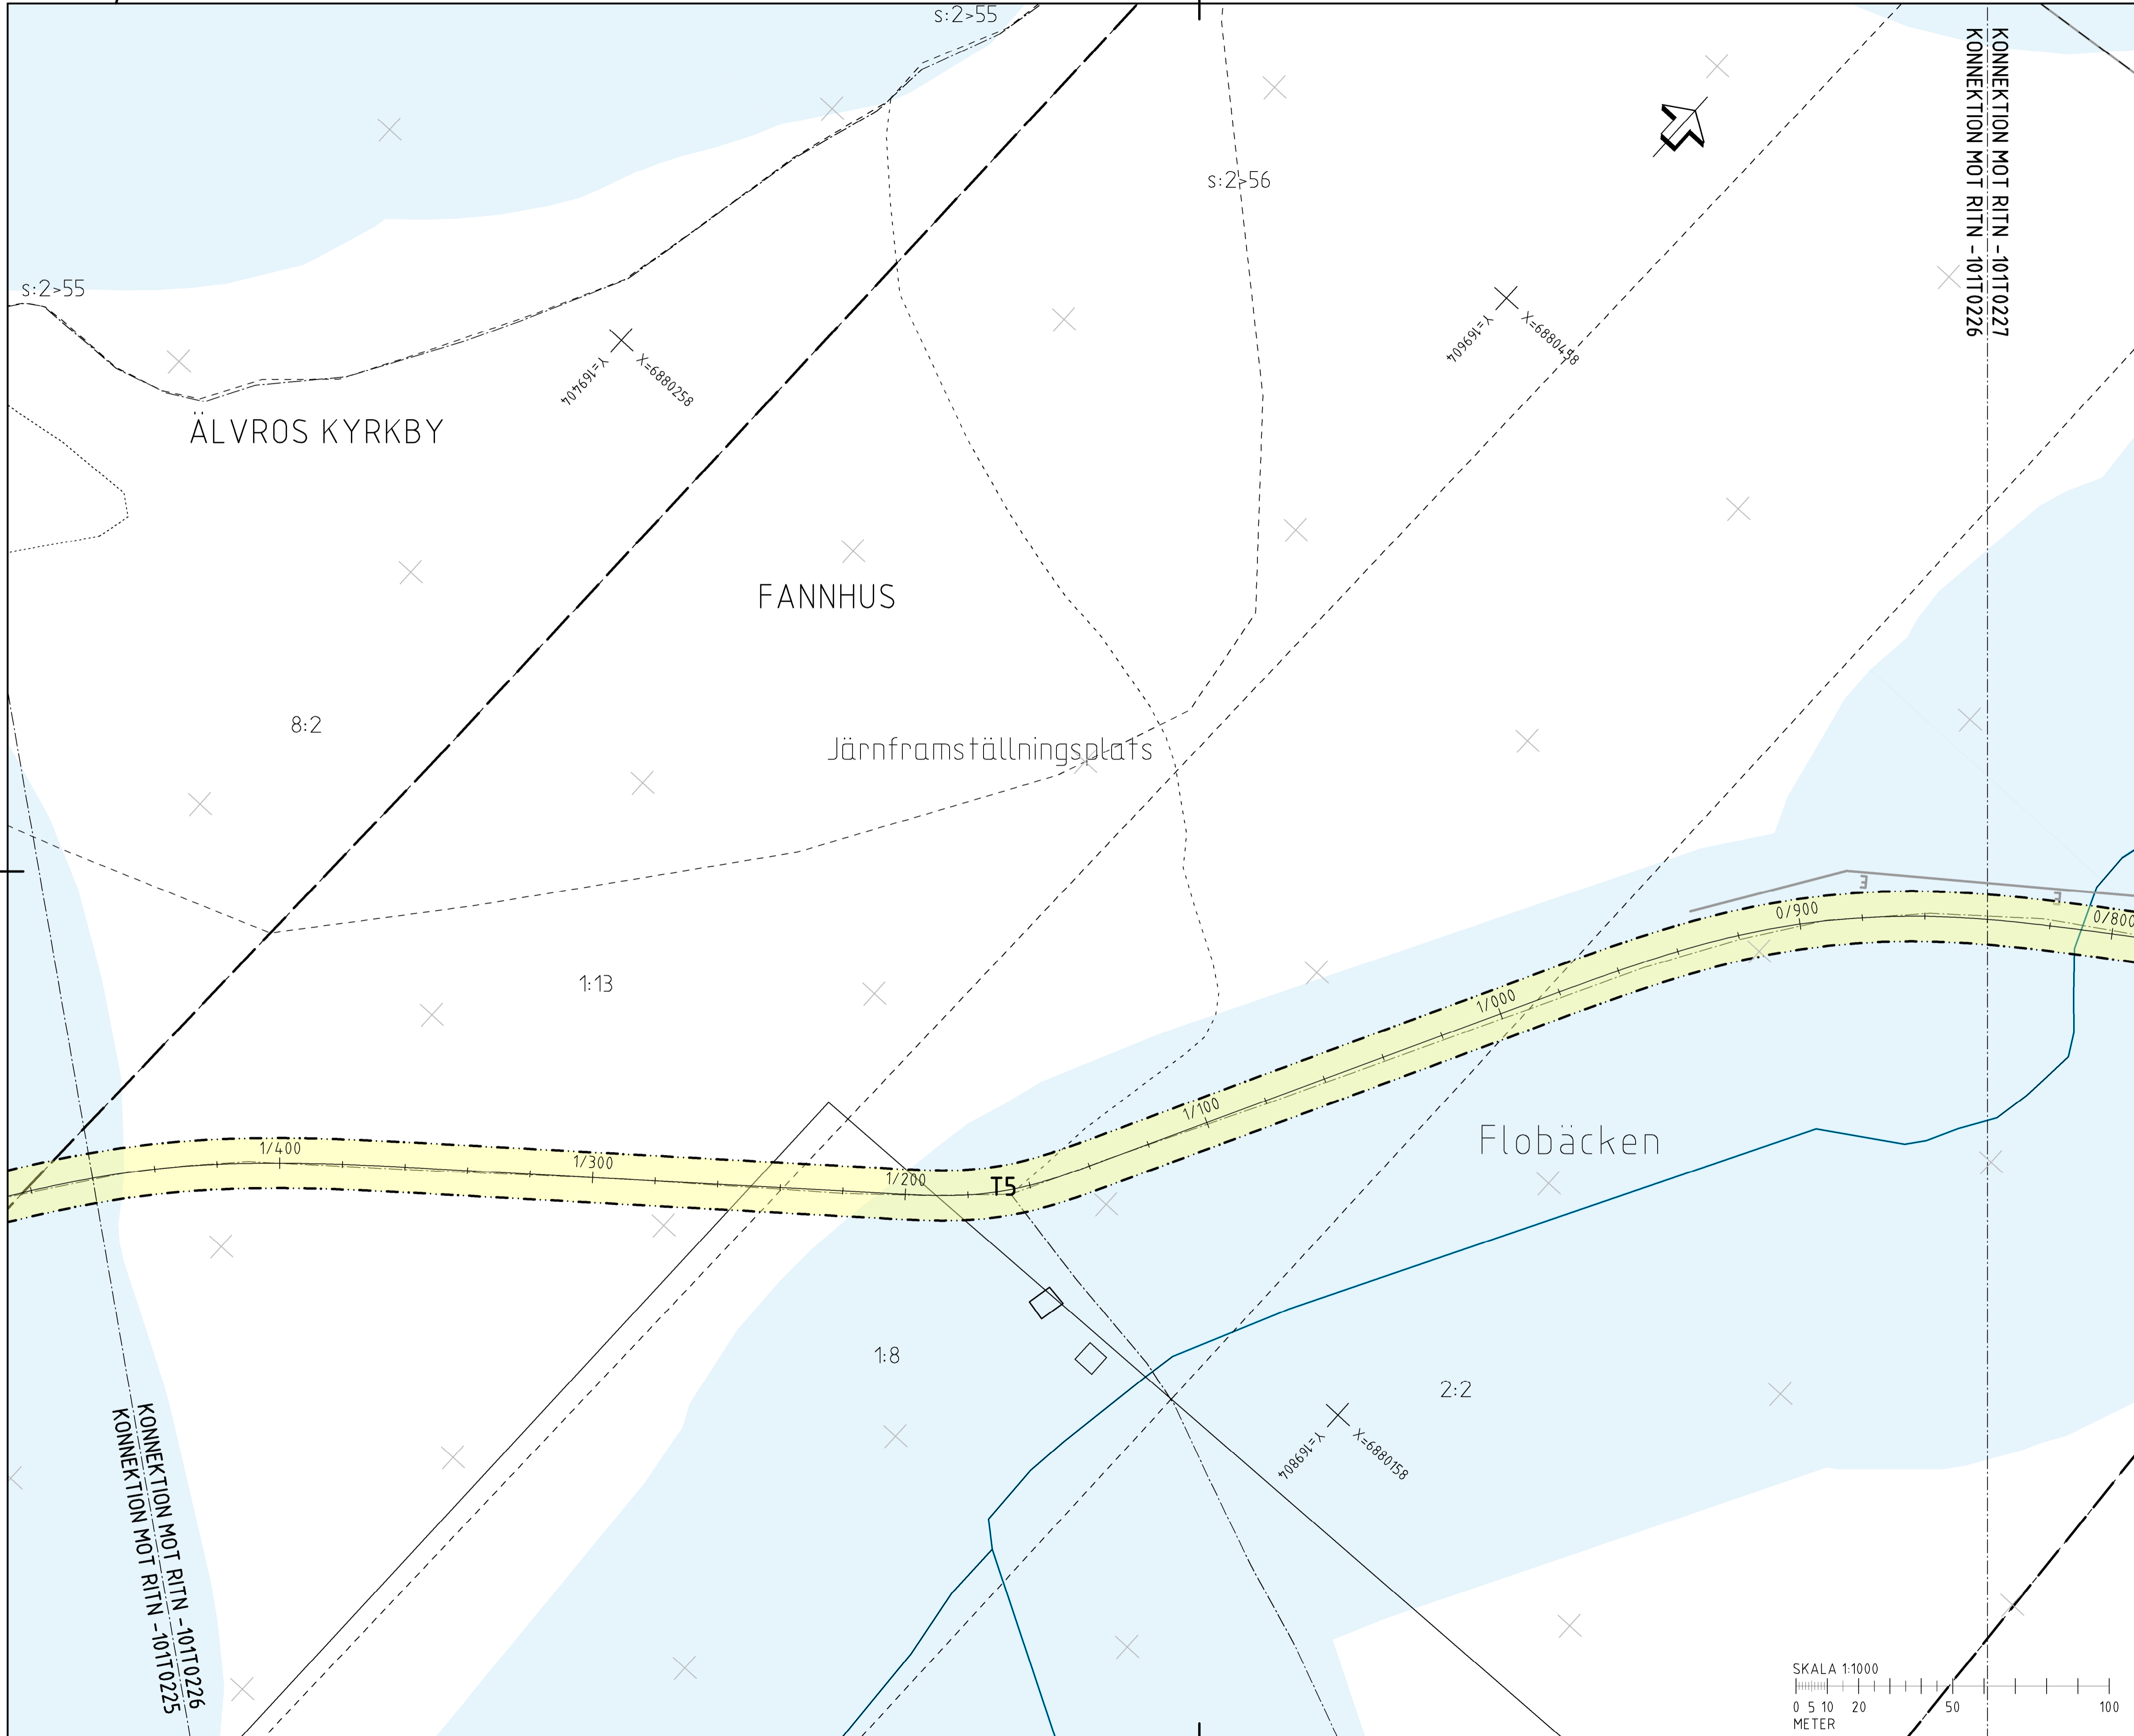 s:2>55
KONNEKTION MOT RITN -101T0227
KONNEKTION MOT RITN -101T0226
s:2>56
s:2>55
Y=169404
X=6880258
Y=169604
X=6880458
ÄLVROS KYRKBY
FANNHUS
8:2
Järnframställningsplats
E
E
0/900
0/800
1:13
1/000
1/100
Flobäcken
1/400
1/300
1/200
T5
1:8
2:2
Y=169804
X=6880158
KONNEKTION MOT RITN -101T0226
KONNEKTION MOT RITN -101T0225
SKALA 1:1000
0 5 10 20 50 100
METER